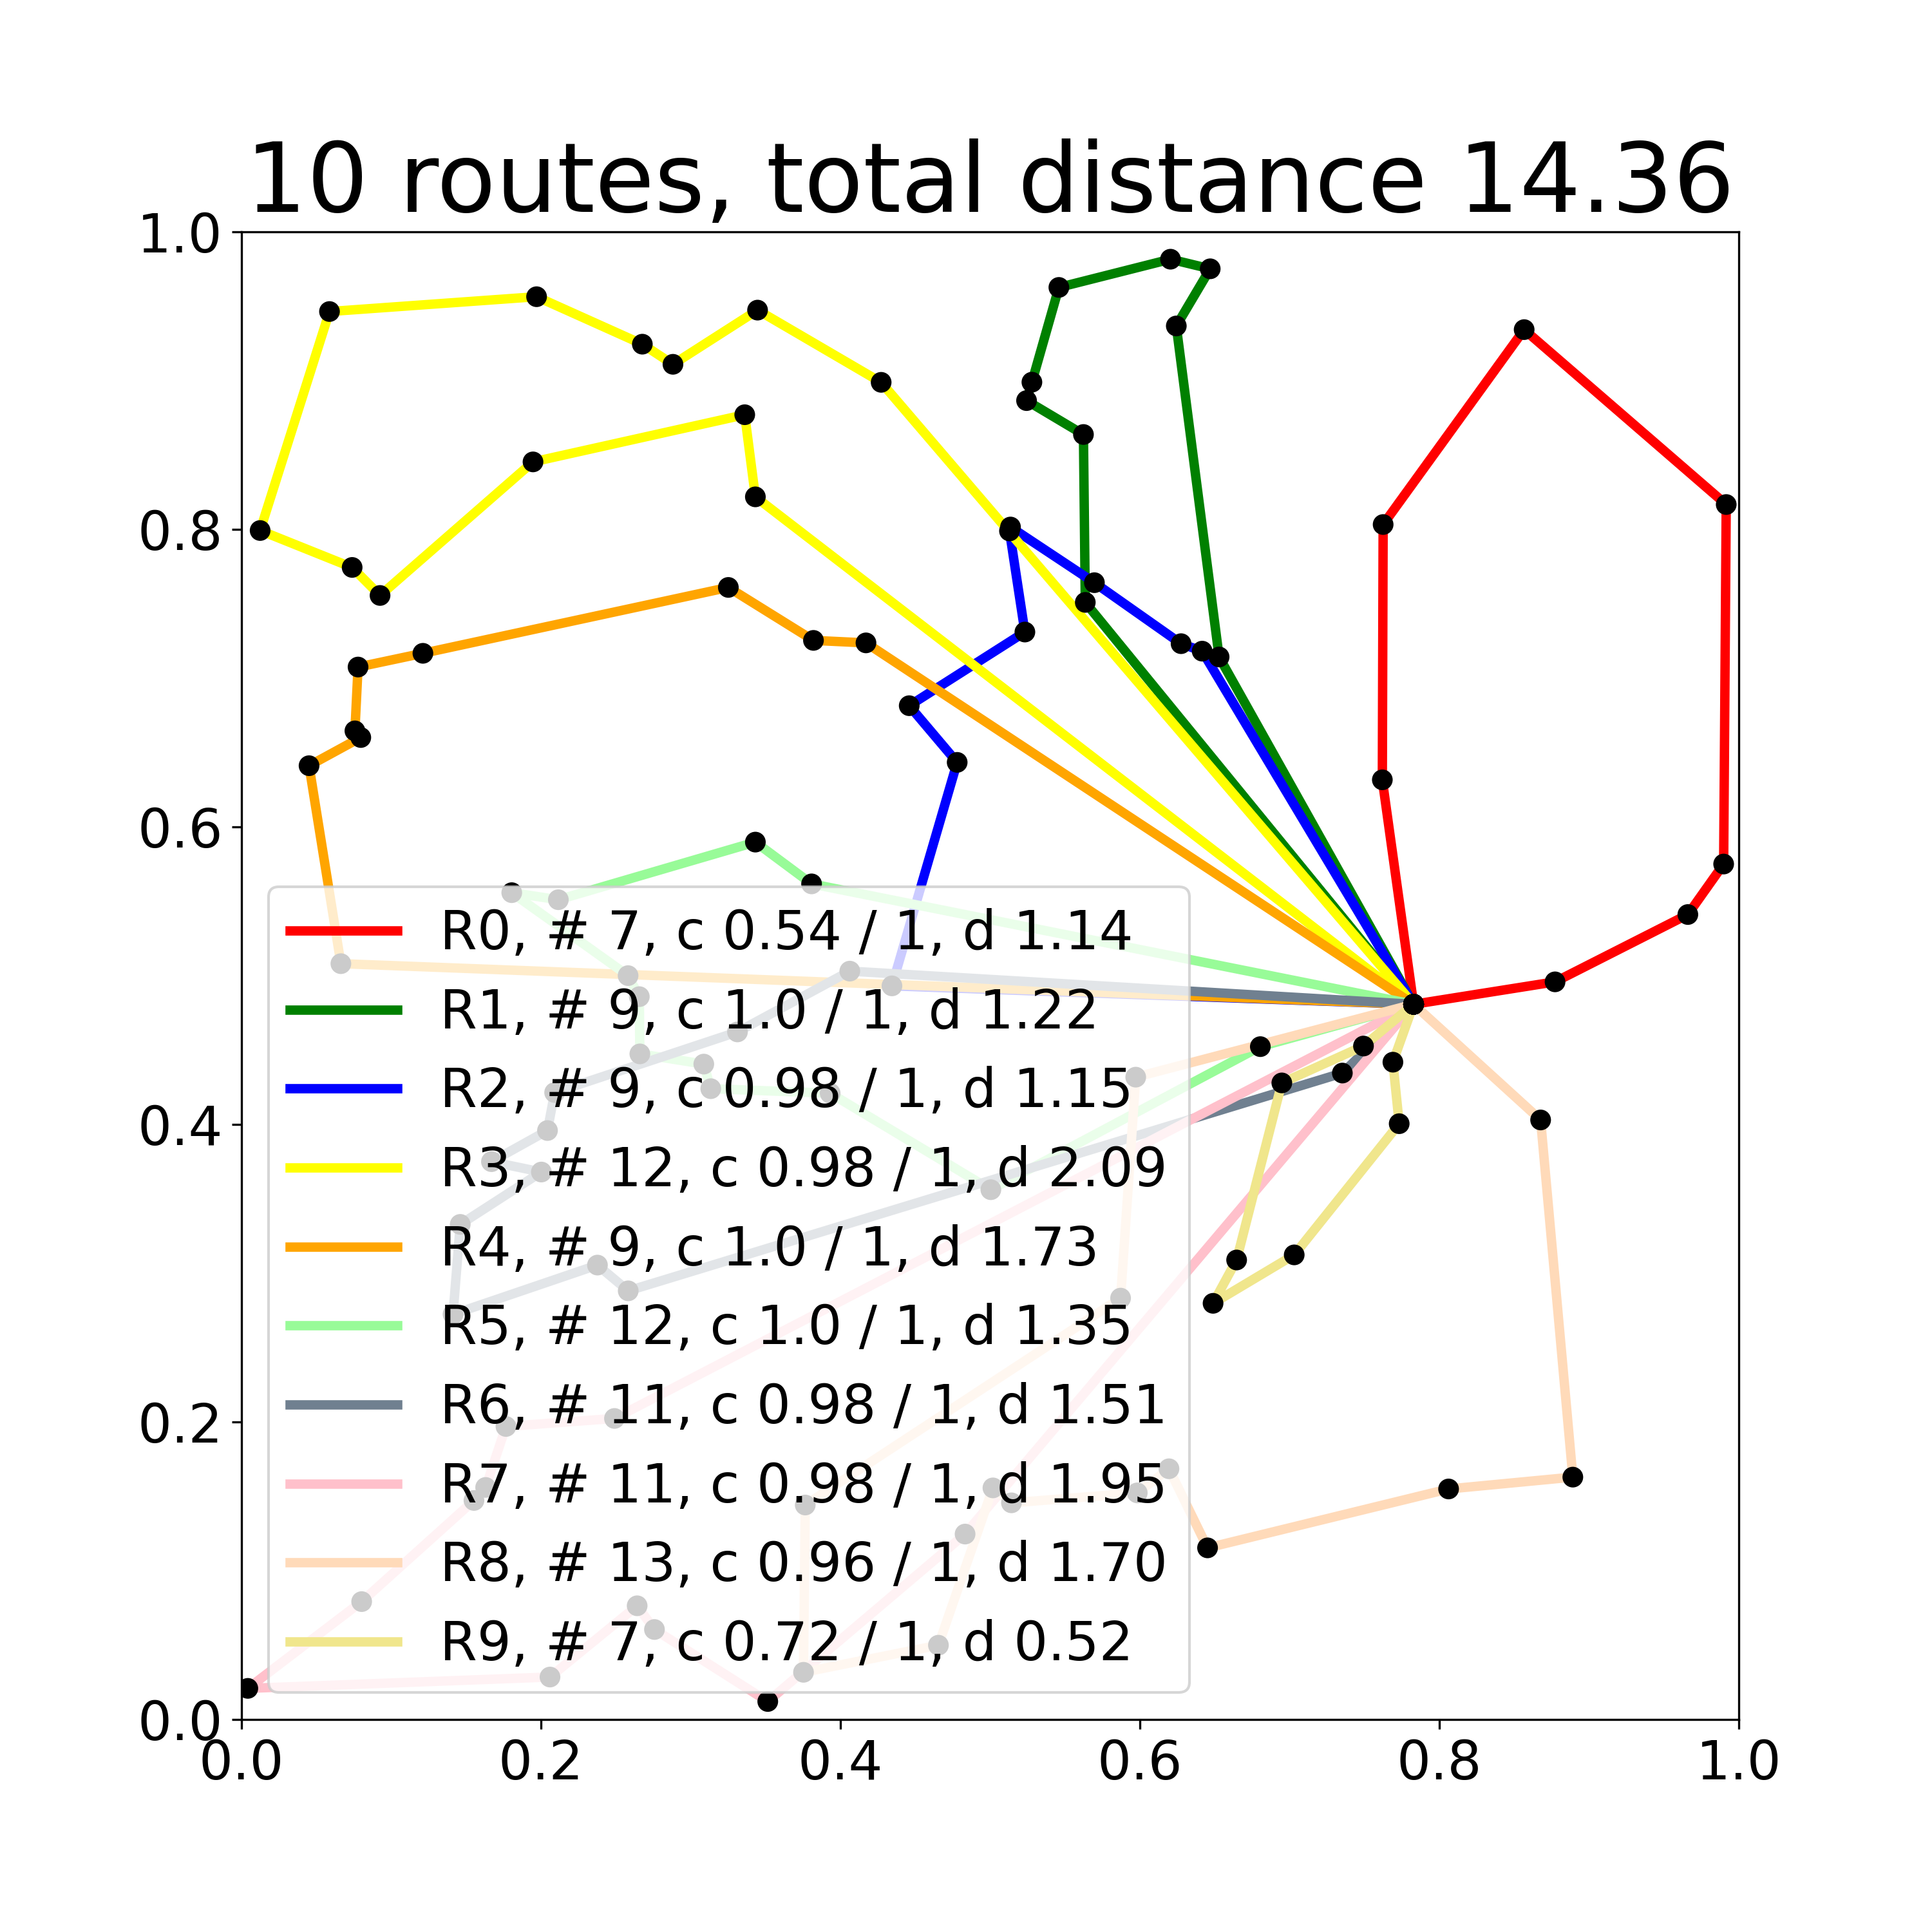 10 routes, total distance 14.36
1.0
0.8
0.6
0.4
0.2
0.0
R0, # 7, c 0.54 / 1, d 1.14
R1, # 9, c 1.0 / 1, d 1.22
R2, # 9, c 0.98 / 1, d 1.15
R3, # 12, c 0.98 / 1, d 2.09
R4, # 9, c 1.0 / 1, d 1.73
R5, # 12, c 1.0 / 1, d 1.35
R6, # 11, c 0.98 / 1, d 1.51
R7, # 11, c 0.98 / 1, d 1.95
R8, # 13, c 0.96 / 1, d 1.70
R9, # 7, c 0.72 / 1, d 0.52
0.0 0.2 0.4 0.6 0.8 1.0